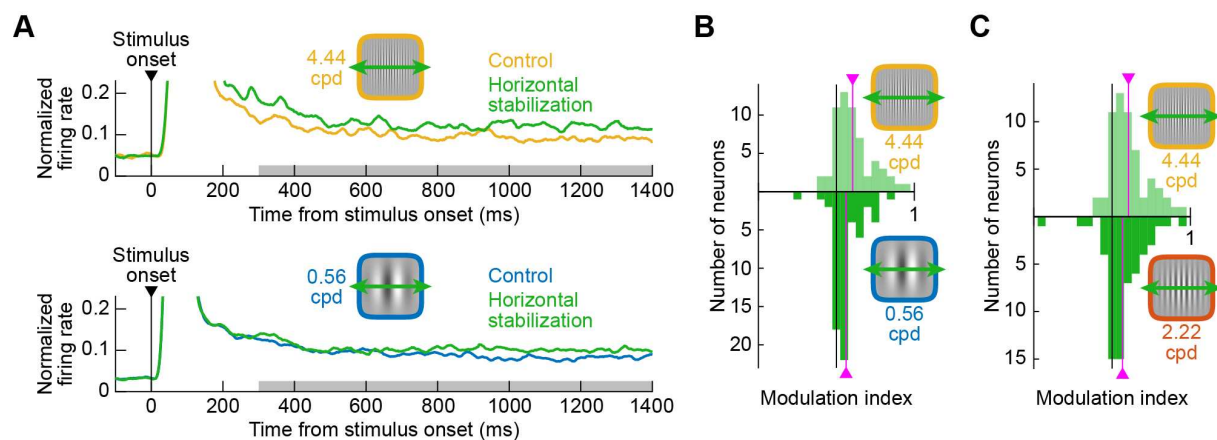 A
Stimulus
onset
4.44
cpd
Control
Horizontal
stabilization
Normalized
firing rate
0.2
0.1
0
0 200 400 600 800 1000 1200 1400
Time from stimulus onset (ms)
Stimulus
onset
0.56
cpd
Control
Horizontal
stabilization
Normalized
firing rate
0.2
0.1
0
0 200 400 600 800 1000 1200 1400
Time from stimulus onset (ms)
B
Number of neurons
10
5
5
10
15
20
4.44
cpd
1
0.56
cpd
Modulation index
C
Number of neurons
10
5
5
10
15
4.44
cpd
1
2.22
cpd
Modulation index